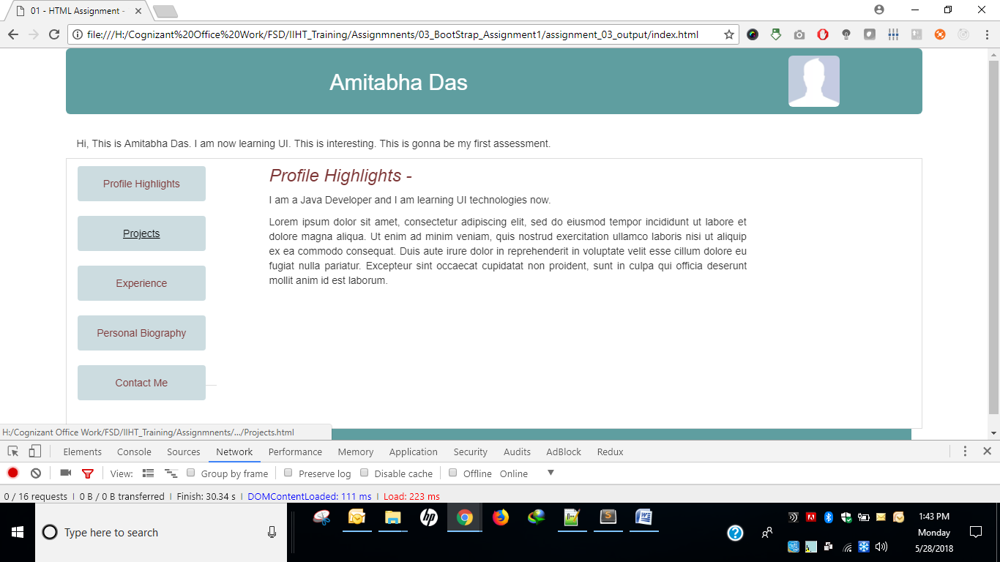 01 - HTML Assignment -
file:///H:/Cognizant%20Office%20Work/FSD/IIHT_Training/Assignmnents/03_BootStrap_Assignment1/assignment_03_output/index.html
Amitabha Das
Hi, This is Amitabha Das. I am now learning UI. This is interesting. This is gonna be my first assessment.
Profile Highlights
Projects
Experience
Personal Biography
Contact Me
Profile Highlights -
I am a Java Developer and I am learning UI technologies now.
Lorem ipsum dolor sit amet, consectetur adipiscing elit, sed do eiusmod tempor incididunt ut labore et
dolore magna aliqua. Ut enim ad minim veniam, quis nostrud exercitation ullamco laboris nisi ut aliquip
ex ea commodo consequat. Duis aute irure dolor in reprehenderit in voluptate velit esse cillum dolore eu
fugiat nulla pariatur. Excepteur sint occaecat cupidatat non proident, sunt in culpa qui officia deserunt
mollit anim id est laborum.
H:/Cognizant Office Work/FSD/IIHT_Training/Assignmnents/.../Projects.html
Elements Console Sources Network Performance Memory Application Security Audits AdBlock Redux
View: Group by frame Preserve log Disable cache Offline Online
0 / 16 requests | 0 B / 0 B transferred | Finish: 30.34 s | DOMContentLoaded: 111 ms | Load: 223 ms
Type here to search
hp
1:43 PM
Monday
5/28/2018